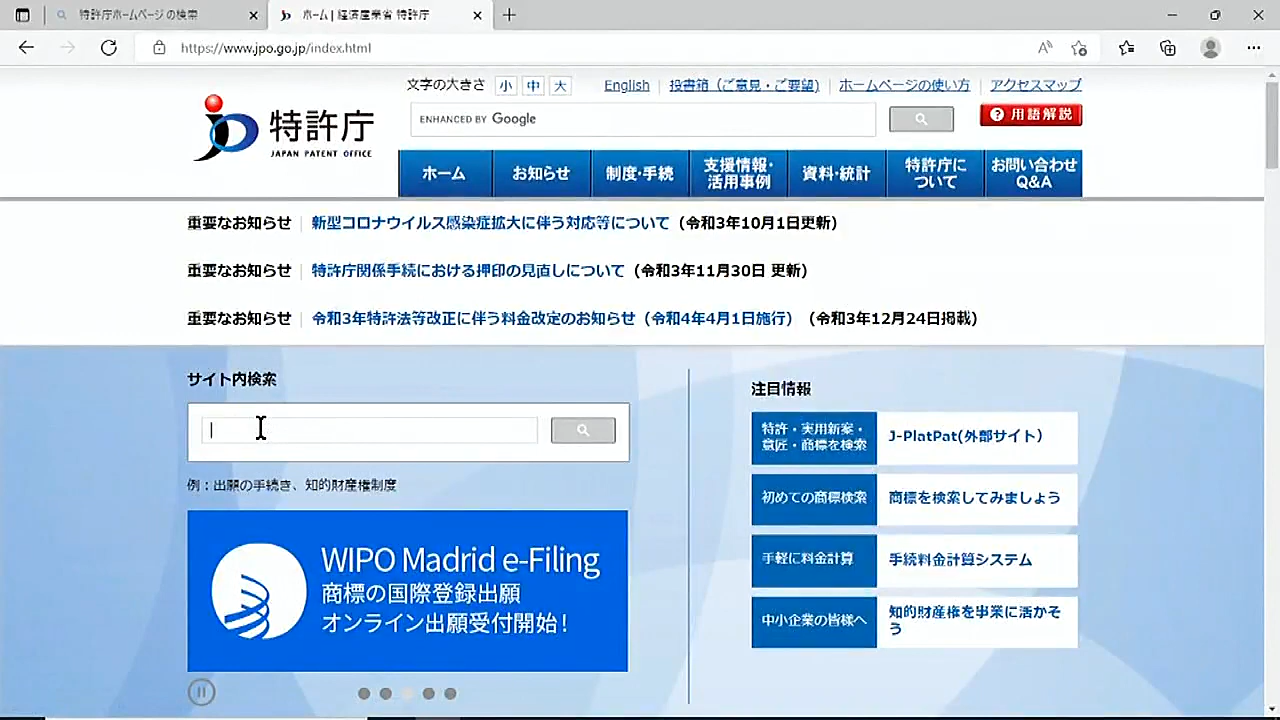 特許庁ホームページ の検索
ホーム | 経済産業省 特許庁
https://www.jpo.go.jp/index.html
文字の大きさ 小 中 大 English 投書箱(ご意見・ご要望) ホームページの使い方 アクセスマップ
特許庁
JAPAN PATENT OFFICE
ENHANCED BY Google
? 用語解説
ホーム
お知らせ
制度・手続
支援情報・
活用事例
資料・統計
特許庁に
ついて
お問い合わせ
Q&A
重要なお知らせ 新型コロナウイルス感染症拡大に伴う対応等について(令和3年10月1日更新)
重要なお知らせ 特許庁関係手続における押印の見直しについて(令和3年11月30日 更新)
重要なお知らせ 令和3年特許法等改正に伴う料金改定のお知らせ(令和4年4月1日施行)(令和3年12月24日掲載)
サイト内検索
例:出願の手続き、知的財産権制度
WIPO Madrid e-Filing
商標の国際登録出願
オンライン出願受付開始!
注目情報
特許・実用新案・
意匠・商標を検索
J-PlatPat(外部サイト)
初めての商標検索
商標を検索してみましょう
手軽に料金計算
手続料金計算システム
中小企業の皆様へ
知的財産権を事業に活かそ
う